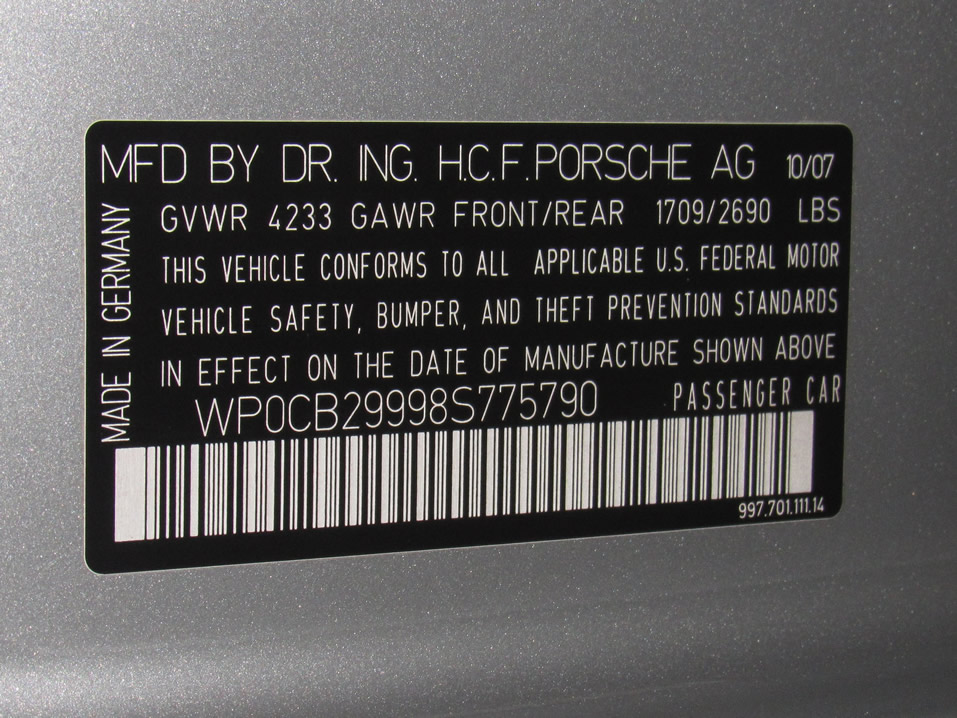 MFD BY DR. ING. H.C.F. PORSCHE AG 10/07
MADE IN GERMANY
GVWR 4233 GAWR FRONT/REAR 1709/2690 LBS
THIS VEHICLE CONFORMS TO ALL APPLICABLE U.S. FEDERAL MOTOR
VEHICLE SAFETY, BUMPER, AND THEFT PREVENTION STANDARDS
IN EFFECT ON THE DATE OF MANUFACTURE SHOWN ABOVE
WP0CB29998S775790 PASSENGER CAR
997.701.111.14